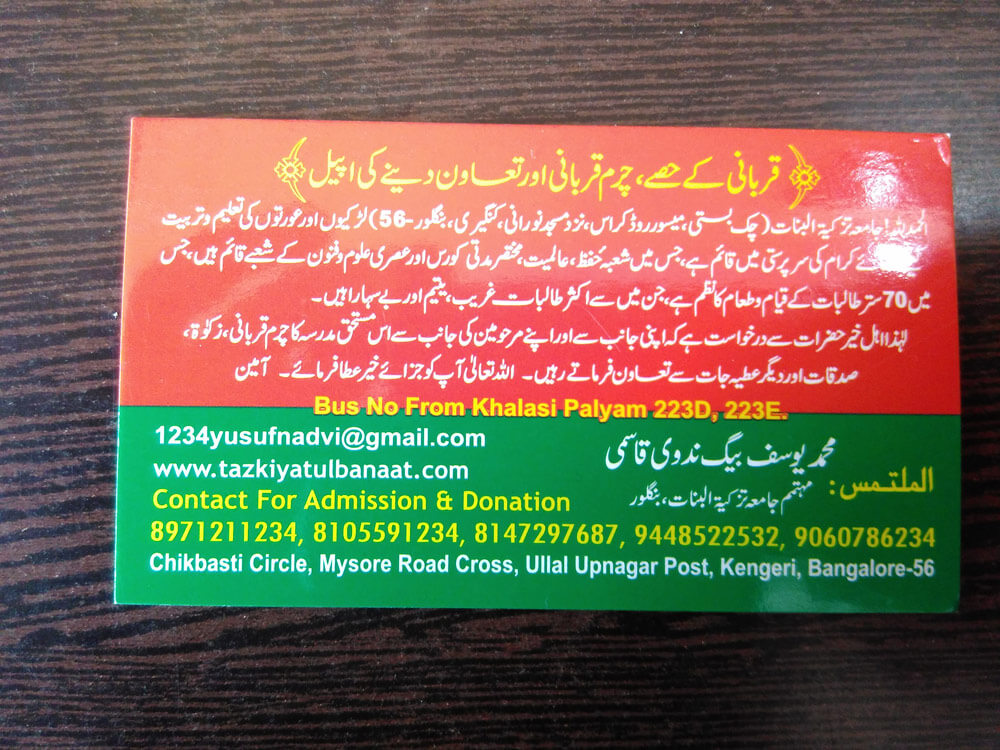 قربانی کے حصے، چرم قربانی اور تعاون دینے کی اپیل
الحمدللہ! جامعہ تزکیۃ البنات (چک بستی، میسور روڈ کراس، نزد مسجد نورانی، کنگیری، بنگلور-56) لڑکیوں اور عورتوں کی تعلیم و تربیت
کرام کی سرپرستی میں قائم ہے، جس میں شعبۂ حفظ، عالمیت، مختصر مدتی کورس اور عصری علوم و فنون کے شعبے قائم ہیں، جس
میں 70 ستر طالبات کے قیام و طعام کا نظم ہے، جن میں سے اکثر طالبات غریب، یتیم اور بے سہارا ہیں۔
لہٰذا اہل خیر حضرات سے درخواست ہے کہ اپنی جانب سے اور اپنے مرحومین کی جانب سے اس مستحق مدرسہ کا چرم قربانی، زکوٰۃ،
صدقات اور دیگر عطیہ جات سے تعاون فرماتے رہیں۔ اللہ تعالیٰ آپ کو جزائے خیر عطا فرمائے۔ آمین
Bus No From Khalasi Palyam 223D, 223E.
1234yusufnadvi@gmail.com
www.tazkiyatulbanaat.com
الملتمس: محمد یوسف بیگ ندوی قاسمی
مہتمم جامعہ تزکیۃ البنات، بنگلور
Contact For Admission & Donation
8971211234, 8105591234, 8147297687, 9448522532, 9060786234
Chikbasti Circle, Mysore Road Cross, Ullal Upnagar Post, Kengeri, Bangalore-56